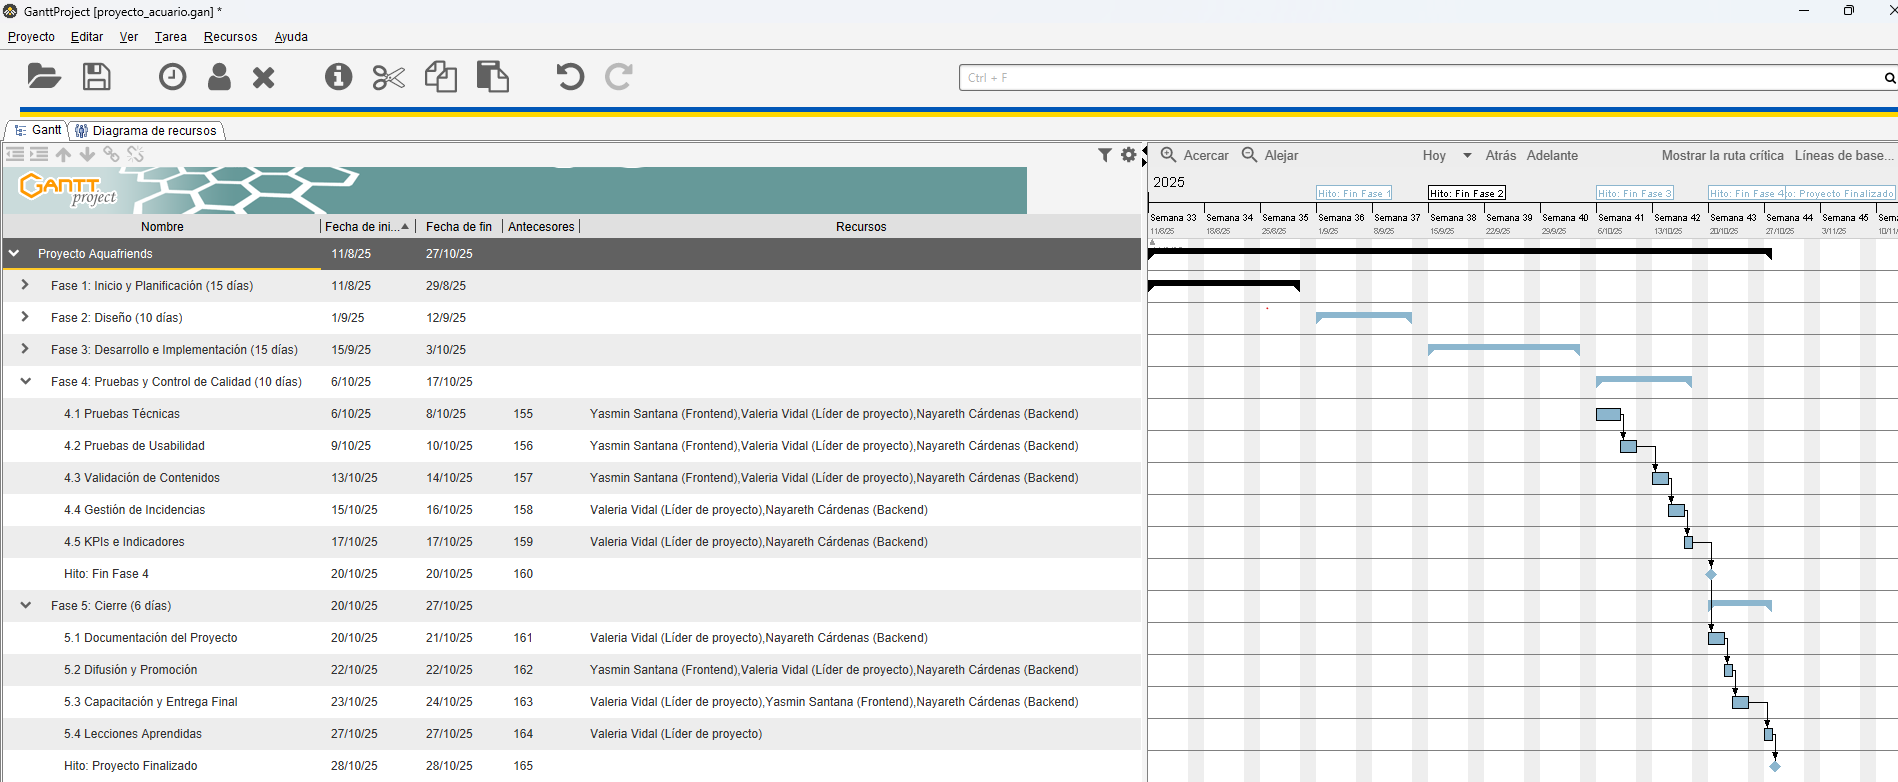 GanttProject [proyecto_acuario.gan] *
Proyecto Editar Ver Tarea Recursos Ayuda
Ctrl + F
Gantt Diagrama de recursos
Acercar Alejar Hoy Atrás Adelante Mostrar la ruta crítica Líneas de base...
GANTT project
2025
Hito: Fin Fase 1 Hito: Fin Fase 2 Hito: Fin Fase 3 Hito: Fin Fase 4 to: Proyecto Finalizado
Semana 33 Semana 34 Semana 35 Semana 36 Semana 37 Semana 38 Semana 39 Semana 40 Semana 41 Semana 42 Semana 43 Semana 44 Semana 45 Sema
11/8/25 18/8/25 25/8/25 1/9/25 8/9/25 15/9/25 22/9/25 29/9/25 6/10/25 13/10/25 20/10/25 27/10/25 3/11/25 10/11/
Nombre Fecha de ini... Fecha de fin Antecesores Recursos
Proyecto Aquafriends 11/8/25 27/10/25
Fase 1: Inicio y Planificación (15 días) 11/8/25 29/8/25
Fase 2: Diseño (10 días) 1/9/25 12/9/25
Fase 3: Desarrollo e Implementación (15 días) 15/9/25 3/10/25
Fase 4: Pruebas y Control de Calidad (10 días) 6/10/25 17/10/25
4.1 Pruebas Técnicas 6/10/25 8/10/25 155 Yasmin Santana (Frontend),Valeria Vidal (Líder de proyecto),Nayareth Cárdenas (Backend)
4.2 Pruebas de Usabilidad 9/10/25 10/10/25 156 Yasmin Santana (Frontend),Valeria Vidal (Líder de proyecto),Nayareth Cárdenas (Backend)
4.3 Validación de Contenidos 13/10/25 14/10/25 157 Yasmin Santana (Frontend),Valeria Vidal (Líder de proyecto),Nayareth Cárdenas (Backend)
4.4 Gestión de Incidencias 15/10/25 16/10/25 158 Valeria Vidal (Líder de proyecto),Nayareth Cárdenas (Backend)
4.5 KPIs e Indicadores 17/10/25 17/10/25 159 Valeria Vidal (Líder de proyecto),Nayareth Cárdenas (Backend)
Hito: Fin Fase 4 20/10/25 20/10/25 160
Fase 5: Cierre (6 días) 20/10/25 27/10/25
5.1 Documentación del Proyecto 20/10/25 21/10/25 161 Valeria Vidal (Líder de proyecto),Nayareth Cárdenas (Backend)
5.2 Difusión y Promoción 22/10/25 22/10/25 162 Yasmin Santana (Frontend),Valeria Vidal (Líder de proyecto),Nayareth Cárdenas (Backend)
5.3 Capacitación y Entrega Final 23/10/25 24/10/25 163 Valeria Vidal (Líder de proyecto),Yasmin Santana (Frontend),Nayareth Cárdenas (Backend)
5.4 Lecciones Aprendidas 27/10/25 27/10/25 164 Valeria Vidal (Líder de proyecto)
Hito: Proyecto Finalizado 28/10/25 28/10/25 165